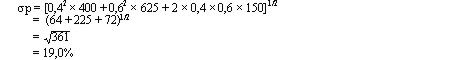 σp = [0,4² × 400 + 0,6² × 625 + 2 × 0,4 × 0,6 × 150]^1/2
= (64 + 225 + 72)^1/2
= √361
= 19,0%